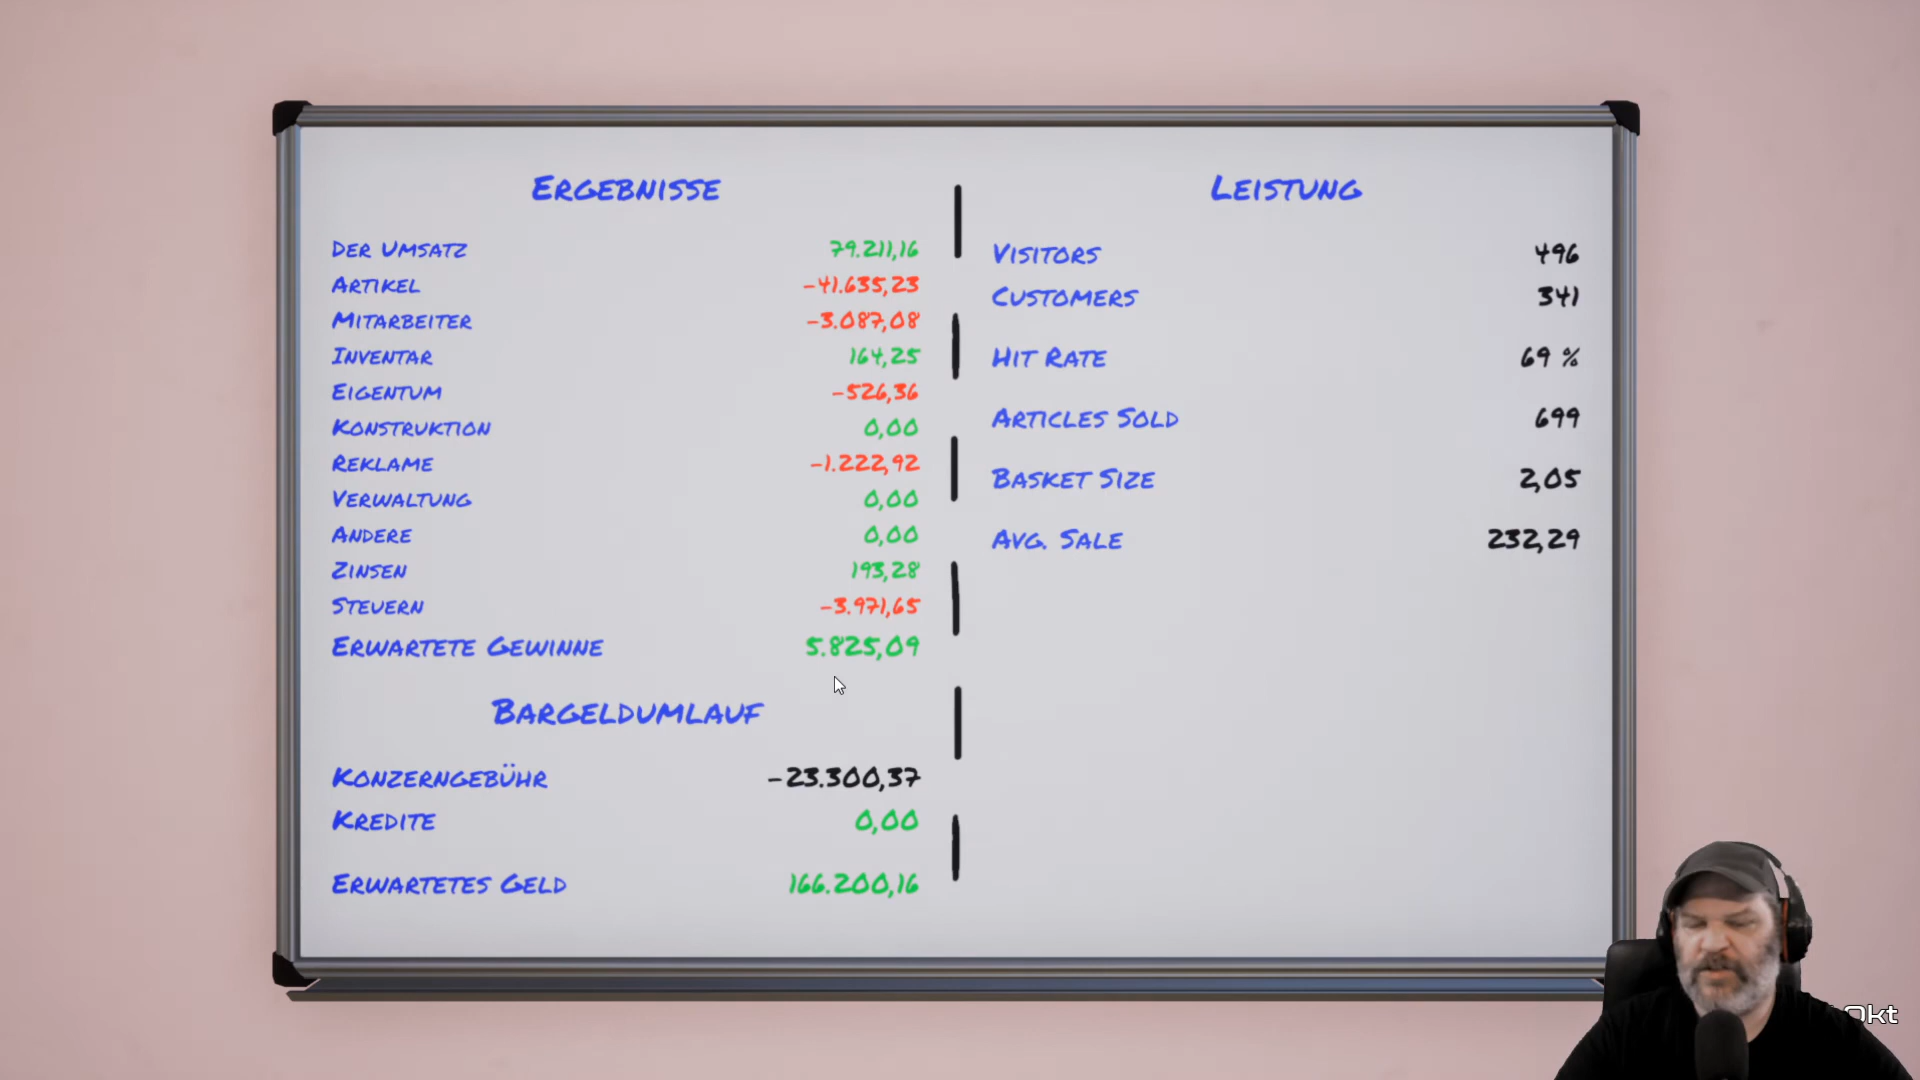 Ergebnisse
Der Umsatz 79.211,16
Artikel -41.635,23
Mitarbeiter -3.087,08
Inventar 164,25
Eigentum -526,36
Konstruktion 0,00
Reklame -1.222,92
Verwaltung 0,00
Andere 0,00
Zinsen 193,28
Steuern -3.971,65
Erwartete Gewinne 5.825,09
Bargeldumlauf
Konzerngebühr -23.300,37
Kredite 0,00
Erwartetes Geld 166.200,16
Leistung
Visitors 496
Customers 341
Hit Rate 69 %
Articles Sold 699
Basket Size 2,05
Avg. Sale 232,29
Okt